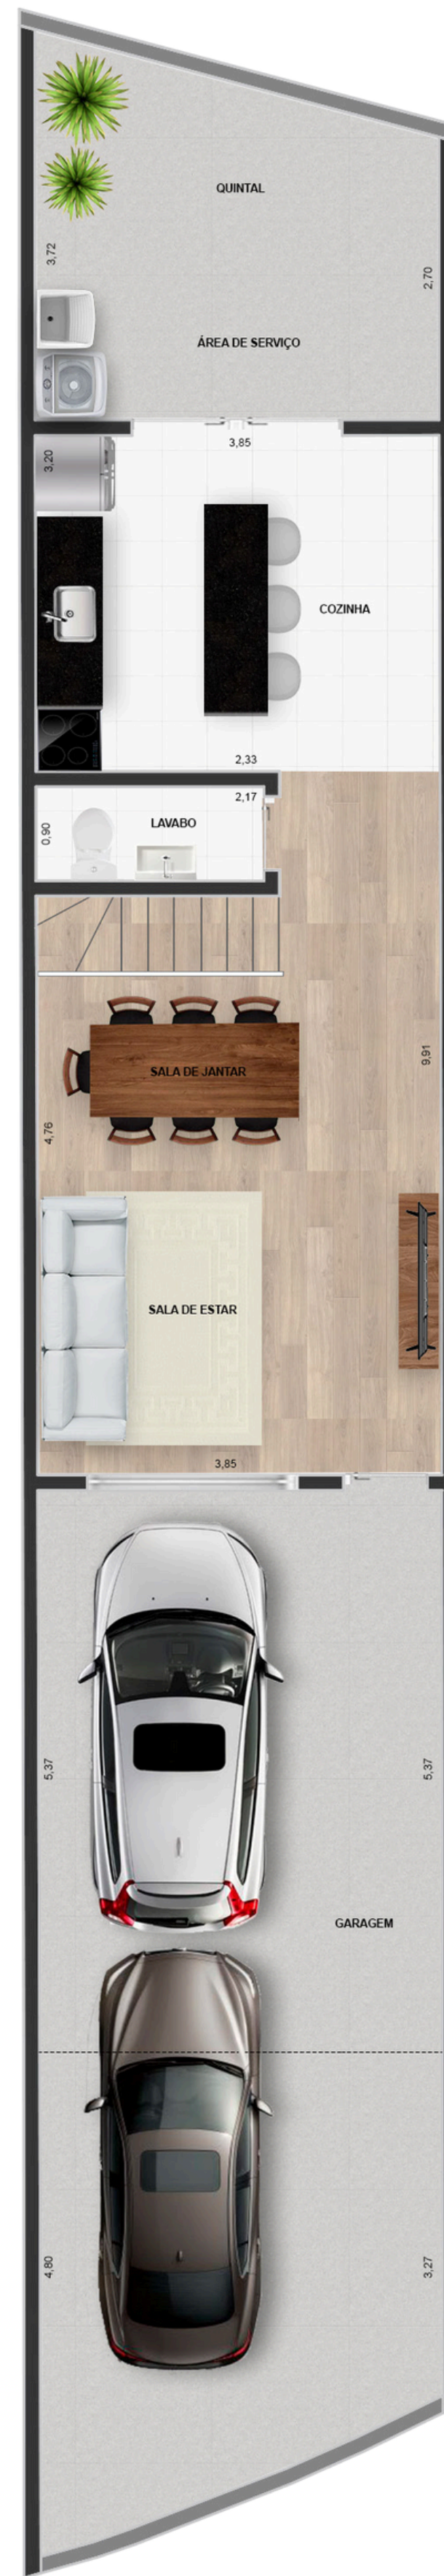 QUINTAL
3,72
2,70
ÁREA DE SERVIÇO
3,85
3,20
COZINHA
2,33
2,17
LAVABO
0,90
9,91
SALA DE JANTAR
4,76
SALA DE ESTAR
3,85
5,37
5,37
GARAGEM
4,80
3,27